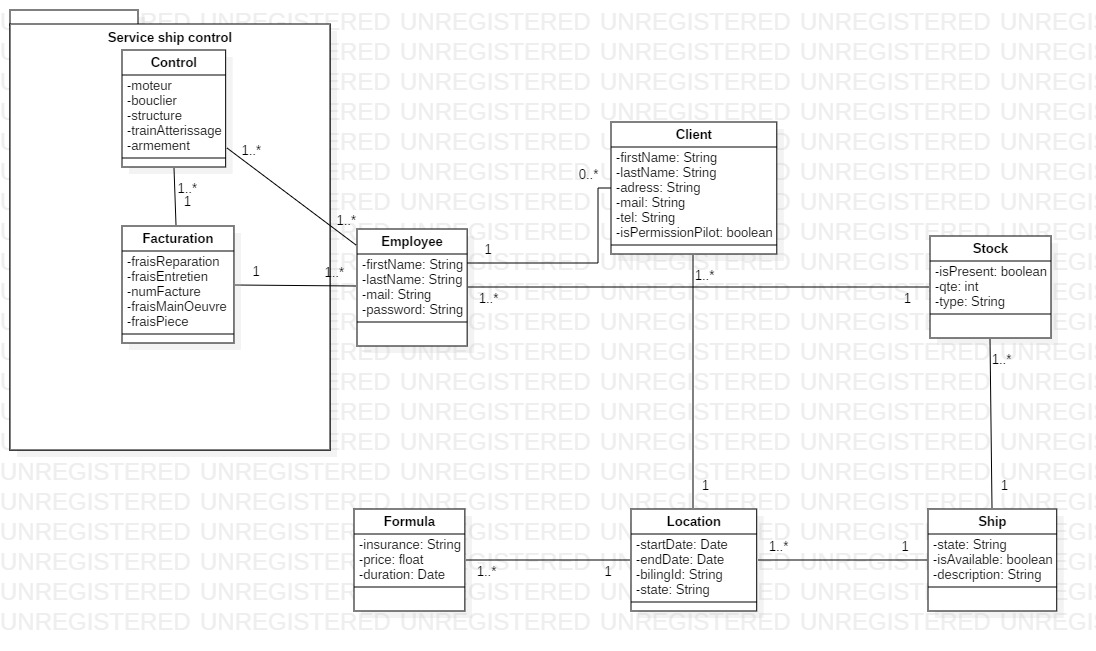 Service ship control
Control
-moteur
-bouclier
-structure
-trainAtterissage
-armement
1..*
1..*
1
1..*
Facturation
-fraisReparation
-fraisEntretien
-numFacture
-fraisMainOeuvre
-fraisPiece
1
1..*
Employee
-firstName: String
-lastName: String
-mail: String
-password: String
1
0..*
1..*
1
Client
-firstName: String
-lastName: String
-adress: String
-mail: String
-tel: String
-isPermissionPilot: boolean
1..*
1
Stock
-isPresent: boolean
-qte: int
-type: String
1..*
1
Formula
-insurance: String
-price: float
-duration: Date
1..*
1
Location
-startDate: Date
-endDate: Date
-bilingId: String
-state: String
1..*
1
Ship
-state: String
-isAvailable: boolean
-description: String
UNREGISTERED